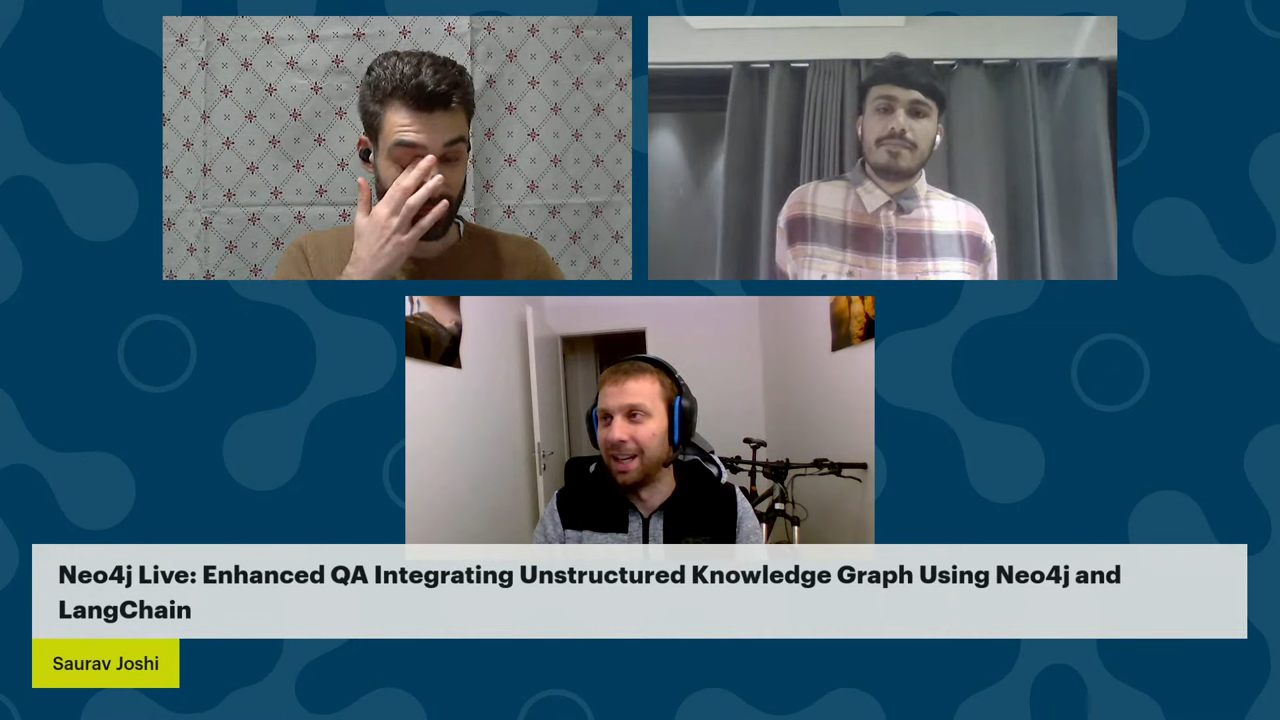 Neo4j Live: Enhanced QA Integrating Unstructured Knowledge Graph Using Neo4j and
LangChain
Saurav Joshi